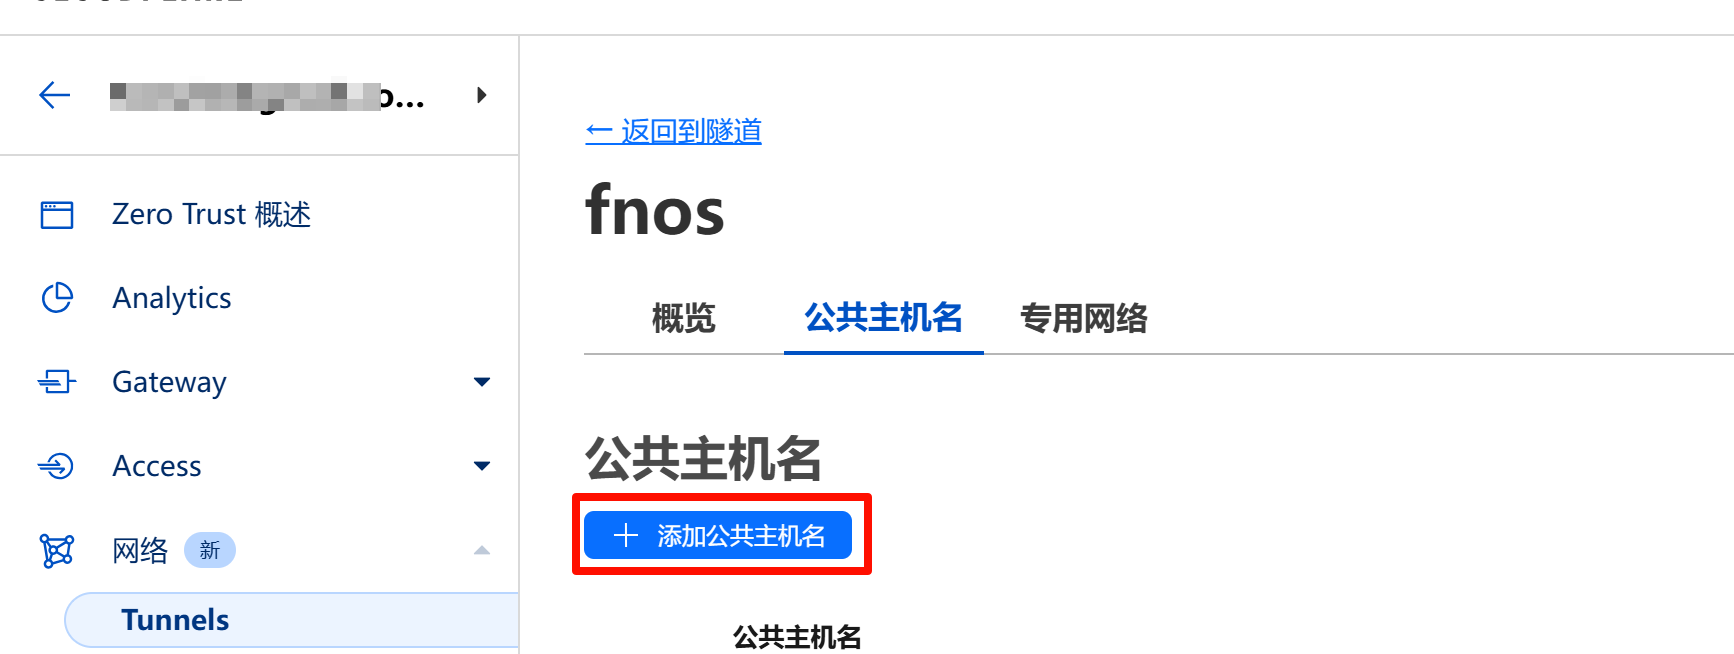 ← 返回到隧道
fnos
概览 公共主机名 专用网络
公共主机名
+ 添加公共主机名
公共主机名
Zero Trust 概述
Analytics
Gateway
Access
网络 新
Tunnels